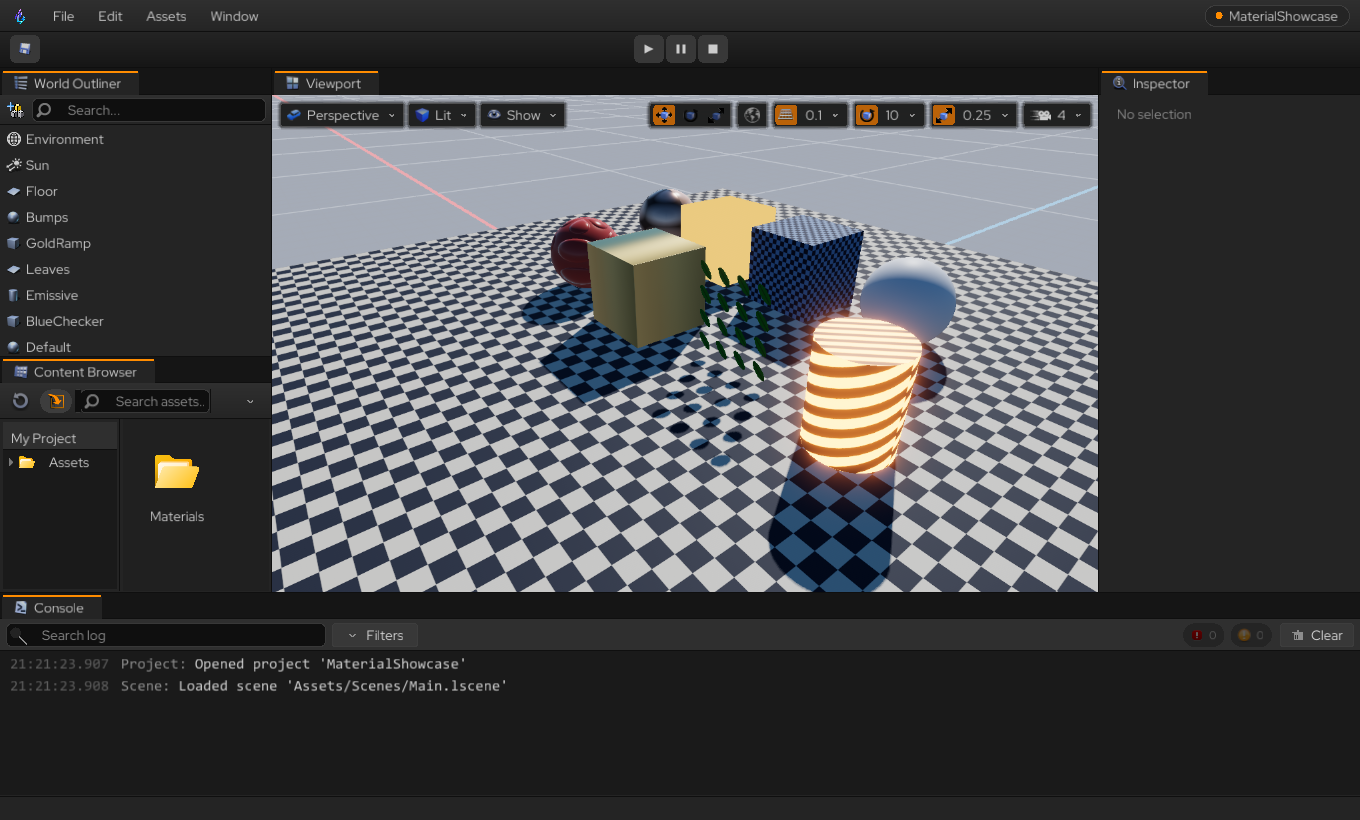 File Edit Assets Window MaterialShowcase
World Outliner
Viewport
Inspector
Search...
Perspective
Lit
Show
0.1
10
0.25
4
No selection
Environment
Sun
Floor
Bumps
GoldRamp
Leaves
Emissive
BlueChecker
Default
Content Browser
Search assets..
My Project
Assets
Materials
Console
Search log
Filters
0
0
Clear
21:21:23.907 Project: Opened project 'MaterialShowcase'
21:21:23.908 Scene: Loaded scene 'Assets/Scenes/Main.lscene'